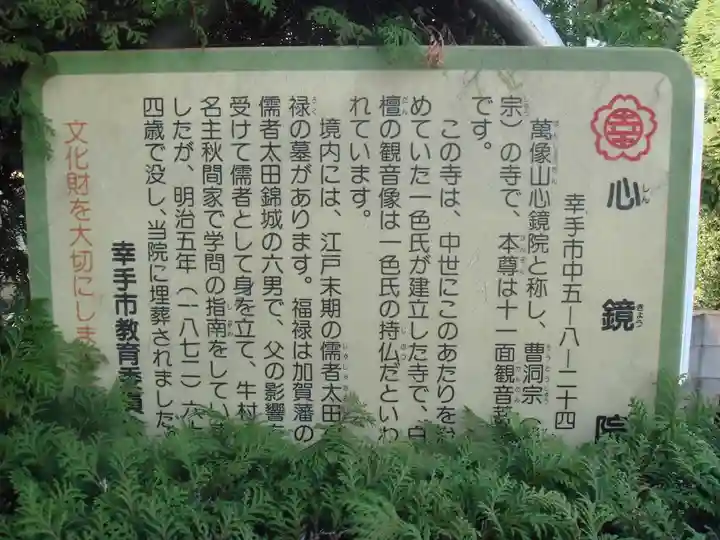 心鏡院
幸手市中五ー八ー二十四
萬像山心鏡院と称し、曹洞宗（
宗）の寺で、本尊は十一面観音
です。
この寺は、中世にこのあたりを
めていた一色氏が建立した寺で、白
檀の観音像は一色氏の持仏だといわ
れています。
境内には、江戸末期の儒者太田
禄の墓があります。福禄は加賀藩の
儒者太田錦城の六男で、父の影響を
受けて儒者として身を立て、牛村
名主秋間家で学問の指南をしてい
したが、明治五年（一八七二）六
四歳で没し、当院に埋葬されました
幸手市教育委員会
文化財を大切にしま